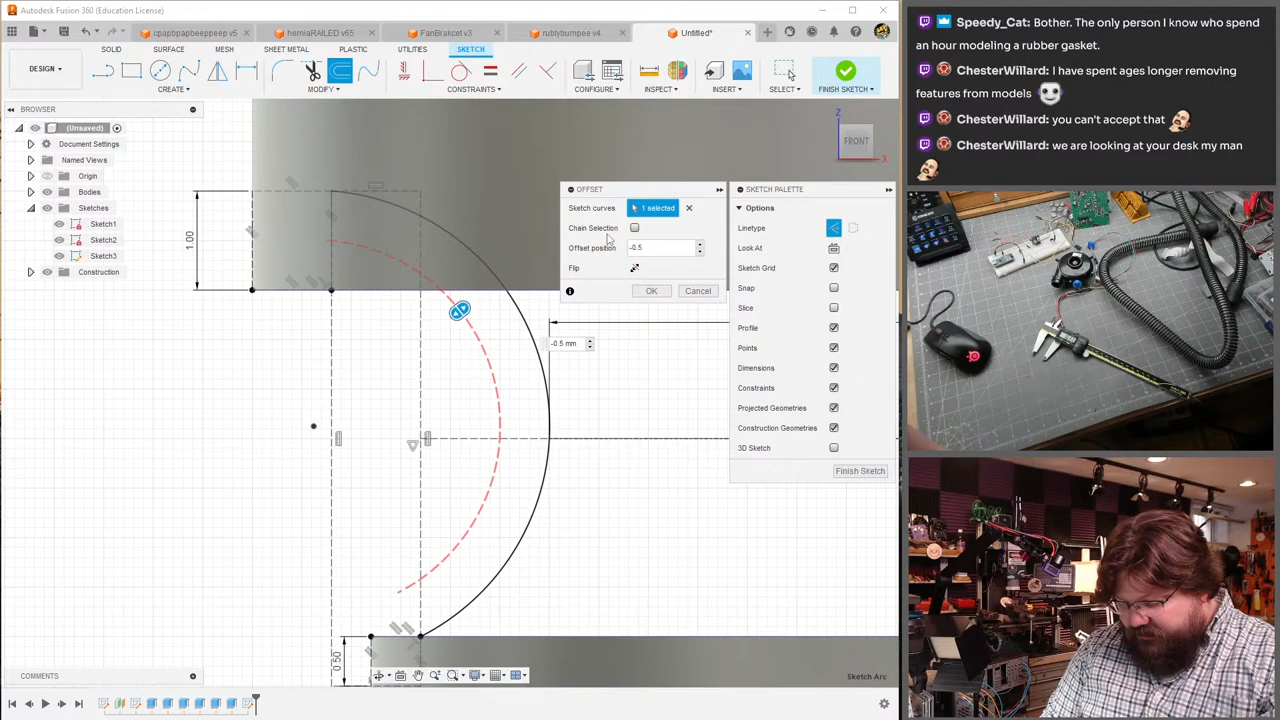 Autodesk Fusion 360 (Education License)
cpapbpapbeeppeep v5
hemiaRAILED v65
FanBrakcet v3
rublybumpee v4
Untitled*
SOLID
SURFACE
MESH
SHEET METAL
PLASTIC
UTILITIES
SKETCH
DESIGN
CREATE
MODIFY
CONSTRAINTS
CONFIGURE
INSPECT
INSERT
SELECT
FINISH SKETCH
BROWSER
(Unsaved)
Document Settings
Named Views
Origin
Bodies
Sketches
Sketch1
Sketch2
Sketch3
Construction
1.00
Z
FRONT
X
OFFSET
Sketch curves
1 selected
Chain Selection
Offset position
-0.5
Flip
OK
Cancel
-0.5 mm
0.50
SKETCH PALETTE
Options
Linetype
Look At
Sketch Grid
Snap
Slice
Profile
Points
Dimensions
Constraints
Projected Geometries
Construction Geometries
3D Sketch
Finish Sketch
COMMENTS
Sketch Arc
Speedy_Cat: Bother. The only person I know who spend
an hour modeling a rubber gasket.
ChesterWillard: I have spent ages longer removing
features from models
ChesterWillard: you can't accept that
ChesterWillard: we are looking at your desk my man